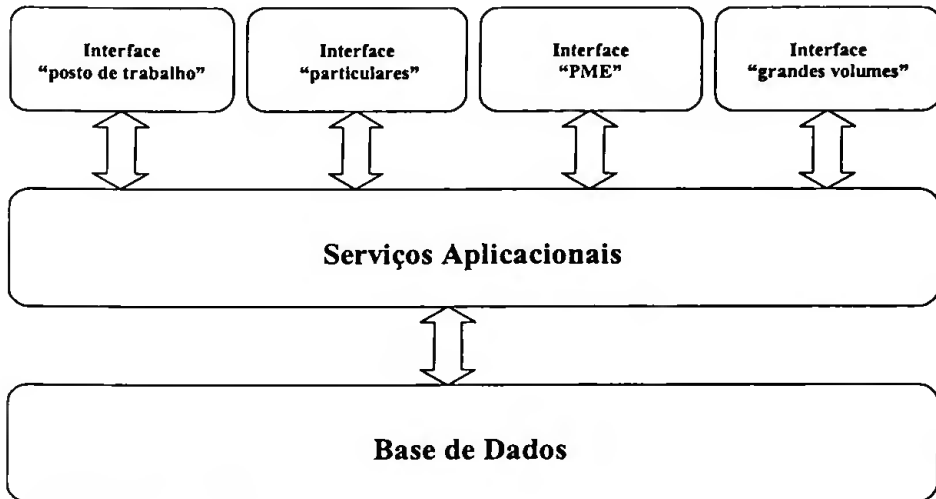 Interface
“posto de trabalho”
Interface
“particulares”
Interface
“PME”
Interface
“grandes volumes”
Serviços Aplicacionais
Base de Dados